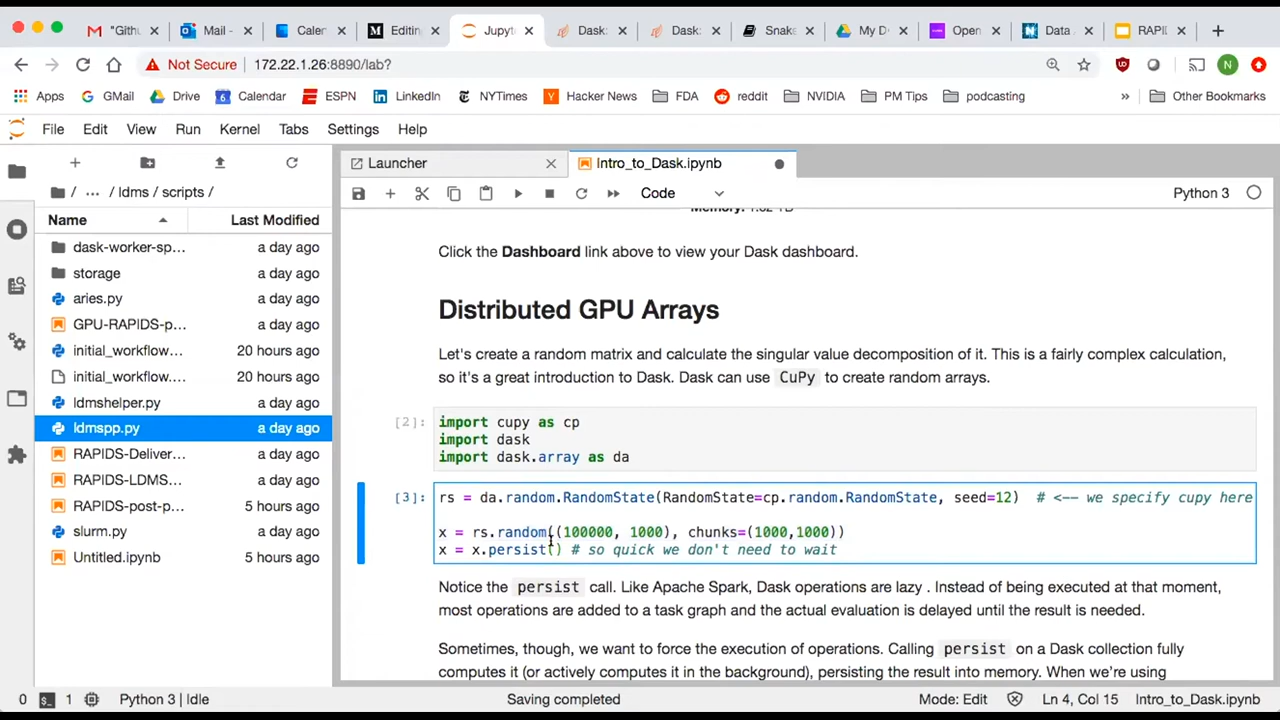 "Githu
Mail -
Calen
Editin
Jupyt
Dask:
Dask:
Snake
My D
Open
Data
RAPID
Not Secure
172.22.1.26:8890/lab?
N
Apps
GMail
Drive
Calendar
ESPN
LinkedIn
NYTimes
Hacker News
FDA
reddit
NVIDIA
PM Tips
podcasting
»
Other Bookmarks
File
Edit
View
Run
Kernel
Tabs
Settings
Help
/ ... / ldms / scripts /
Name
Last Modified
dask-worker-sp... a day ago
storage a day ago
aries.py a day ago
GPU-RAPIDS-p... a day ago
initial_workflow... 20 hours ago
initial_workflow... 20 hours ago
ldmshelper.py a day ago
ldmspp.py a day ago
RAPIDS-Deliver... a day ago
RAPIDS-LDMS... a day ago
RAPIDS-post-p... 5 hours ago
slurm.py a day ago
Untitled.ipynb 5 hours ago
Launcher
Intro_to_Dask.ipynb
Code
Python 3
Click the Dashboard link above to view your Dask dashboard.
Distributed GPU Arrays
Let's create a random matrix and calculate the singular value decomposition of it. This is a fairly complex calculation,
so it's a great introduction to Dask. Dask can use CuPy to create random arrays.
[2]:
import cupy as cp
import dask
import dask.array as da
[3]:
rs = da.random.RandomState(RandomState=cp.random.RandomState, seed=12)  # <-- we specify cupy here
x = rs.random((100000, 1000), chunks=(1000,1000))
x = x.persist() # so quick we don't need to wait
Notice the persist call. Like Apache Spark, Dask operations are lazy . Instead of being executed at that moment,
most operations are added to a task graph and the actual evaluation is delayed until the result is needed.
Sometimes, though, we want to force the execution of operations. Calling persist on a Dask collection fully
computes it (or actively computes it in the background), persisting the result into memory. When we're using
0
1
Python 3 | Idle
Saving completed
Mode: Edit
Ln 4, Col 15
Intro_to_Dask.ipynb